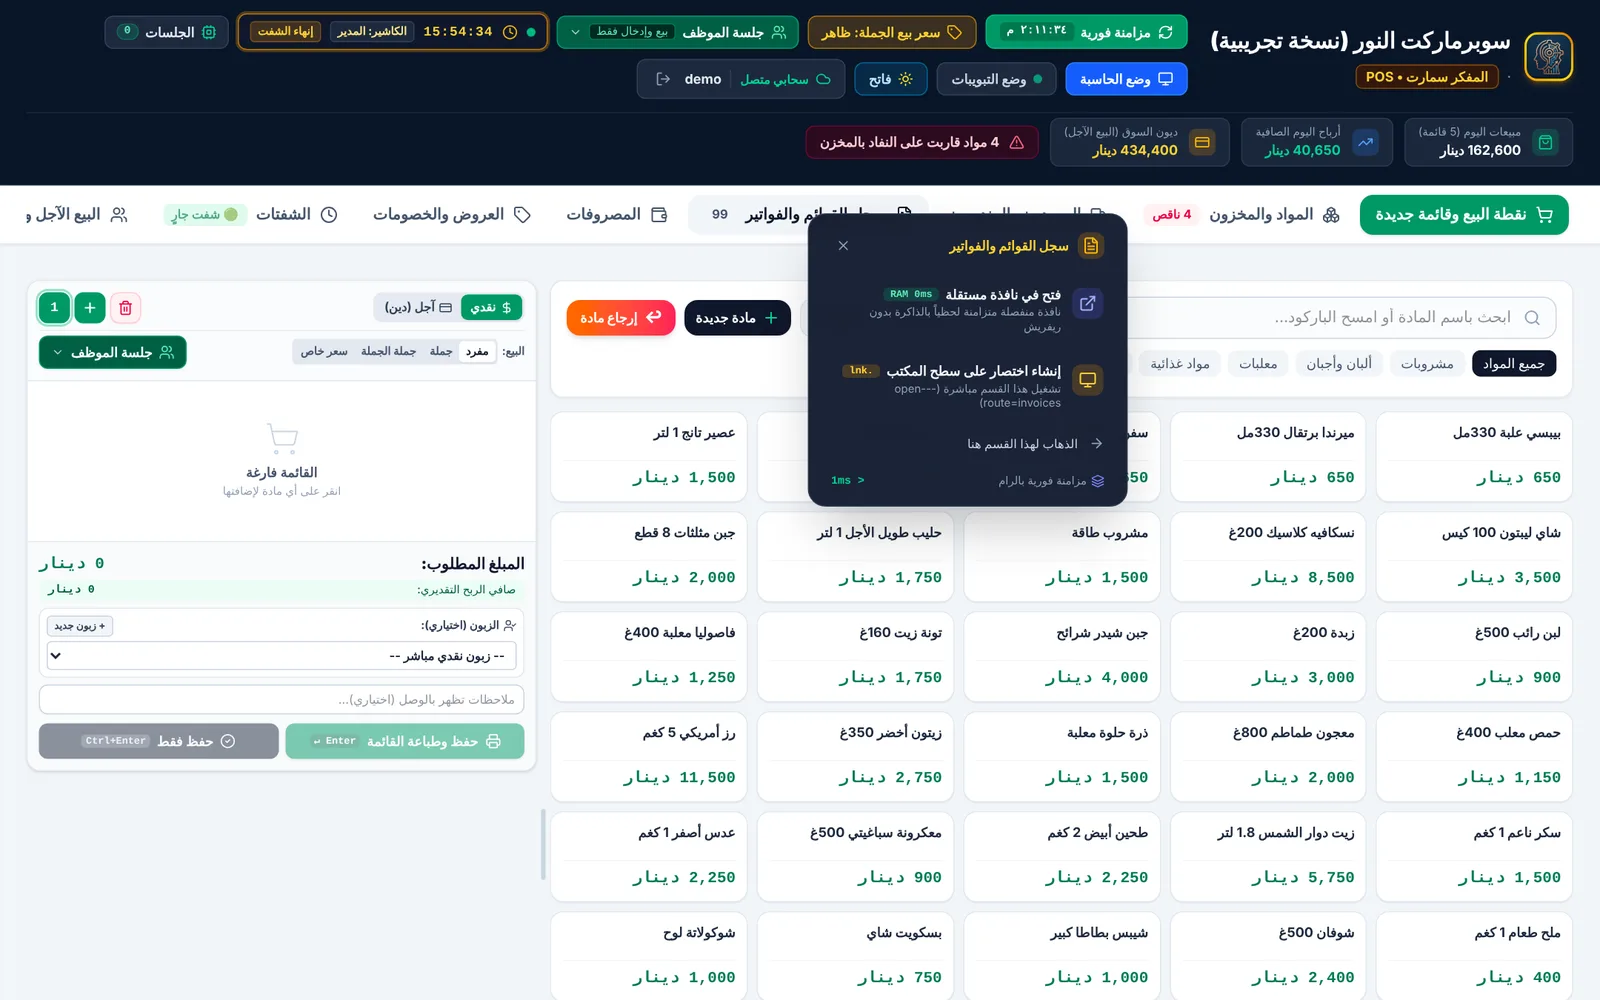 سوبرماركت النور (نسخة تجريبية)
المفكر سمارت • POS
مزامنة فورية ٢:١١:٣٤ م
سعر بيع الجملة: ظاهر
جلسة الموظف بيع وإدخال فقط
15:54:34 الكاشير: المدير إنهاء الشفت
الجلسات 0
وضع الحاسبة
وضع التبويبات
فاتح
سحابي متصل demo
مبيعات اليوم (5 قائمة)
162,600 دينار
أرباح اليوم الصافية
40,650 دينار
ديون السوق (البيع الآجل)
434,400 دينار
4 مواد قاربت على النفاد بالمخزن
نقطة البيع وقائمة جديدة
المواد والمخزون 4 ناقص
القوائم والفواتير 99
المصروفات
العروض والخصومات
الشفتات شفت جارٍ
البيع الآجل و
سجل القوائم والفواتير
فتح في نافذة مستقلة RAM 0ms
نافذة منفصلة متزامنة لحظياً بالذاكرة بدون
ريفريش
إنشاء اختصار على سطح المكتب .lnk
تشغيل هذا القسم مباشرة (---open
route=invoices)
الذهاب لهذا القسم هنا
مزامنة فورية بالرام < 1ms
ابحث باسم المادة أو امسح الباركود...
مادة جديدة
إرجاع مادة
جميع المواد
مشروبات
ألبان وأجبان
معلبات
مواد غذائية
بيبسي علبة 330مل
650 دينار
ميرندا برتقال 330مل
650 دينار
سفو
عصير تانج 1 لتر
1,500 دينار
شاي ليبتون 100 كيس
3,500 دينار
نسكافيه كلاسيك 200غ
8,500 دينار
مشروب طاقة
1,500 دينار
حليب طويل الأجل 1 لتر
1,750 دينار
جبن مثلثات 8 قطع
2,000 دينار
لبن رائب 500غ
900 دينار
زبدة 200غ
3,000 دينار
جبن شيدر شرائح
4,000 دينار
تونة زيت 160غ
1,750 دينار
فاصوليا معلبة 400غ
1,250 دينار
حمص معلب 400غ
1,150 دينار
معجون طماطم 800غ
2,000 دينار
ذرة حلوة معلبة
1,500 دينار
زيتون أخضر 350غ
2,750 دينار
رز أمريكي 5 كغم
11,500 دينار
سكر ناعم 1 كغم
1,500 دينار
زيت دوار الشمس 1.8 لتر
5,750 دينار
طحين أبيض 2 كغم
2,250 دينار
معكرونة سباغيتي 500غ
900 دينار
عدس أصفر 1 كغم
2,250 دينار
ملح طعام 1 كغم
400 دينار
شوفان 500غ
2,400 دينار
شيبس بطاطا كبير
1,000 دينار
بسكويت شاي
750 دينار
شوكولاتة لوح
1,000 دينار
نقدي
آجل (دين)
+
1
البيع: مفرد جملة جملة الجملة سعر خاص
جلسة الموظف
القائمة فارغة
انقر على أي مادة لإضافتها
المبلغ المطلوب: 0 دينار
صافي الربح التقديري: 0 دينار
الزبون (اختياري): + زبون جديد
-- زبون نقدي مباشر --
ملاحظات تظهر بالوصل (اختياري)...
حفظ وطباعة القائمة Enter ↵
حفظ فقط Ctrl+Enter